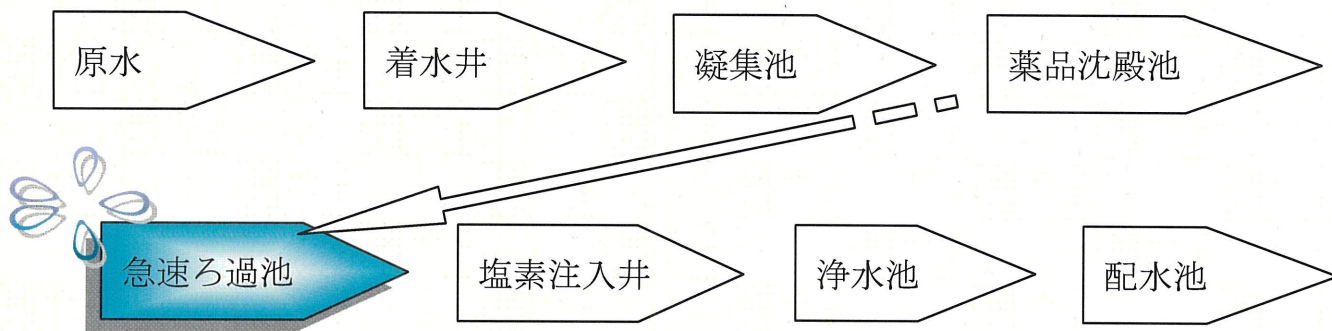 原水
着水井
凝集池
薬品沈殿池
急速ろ過池
塩素注入井
浄水池
配水池